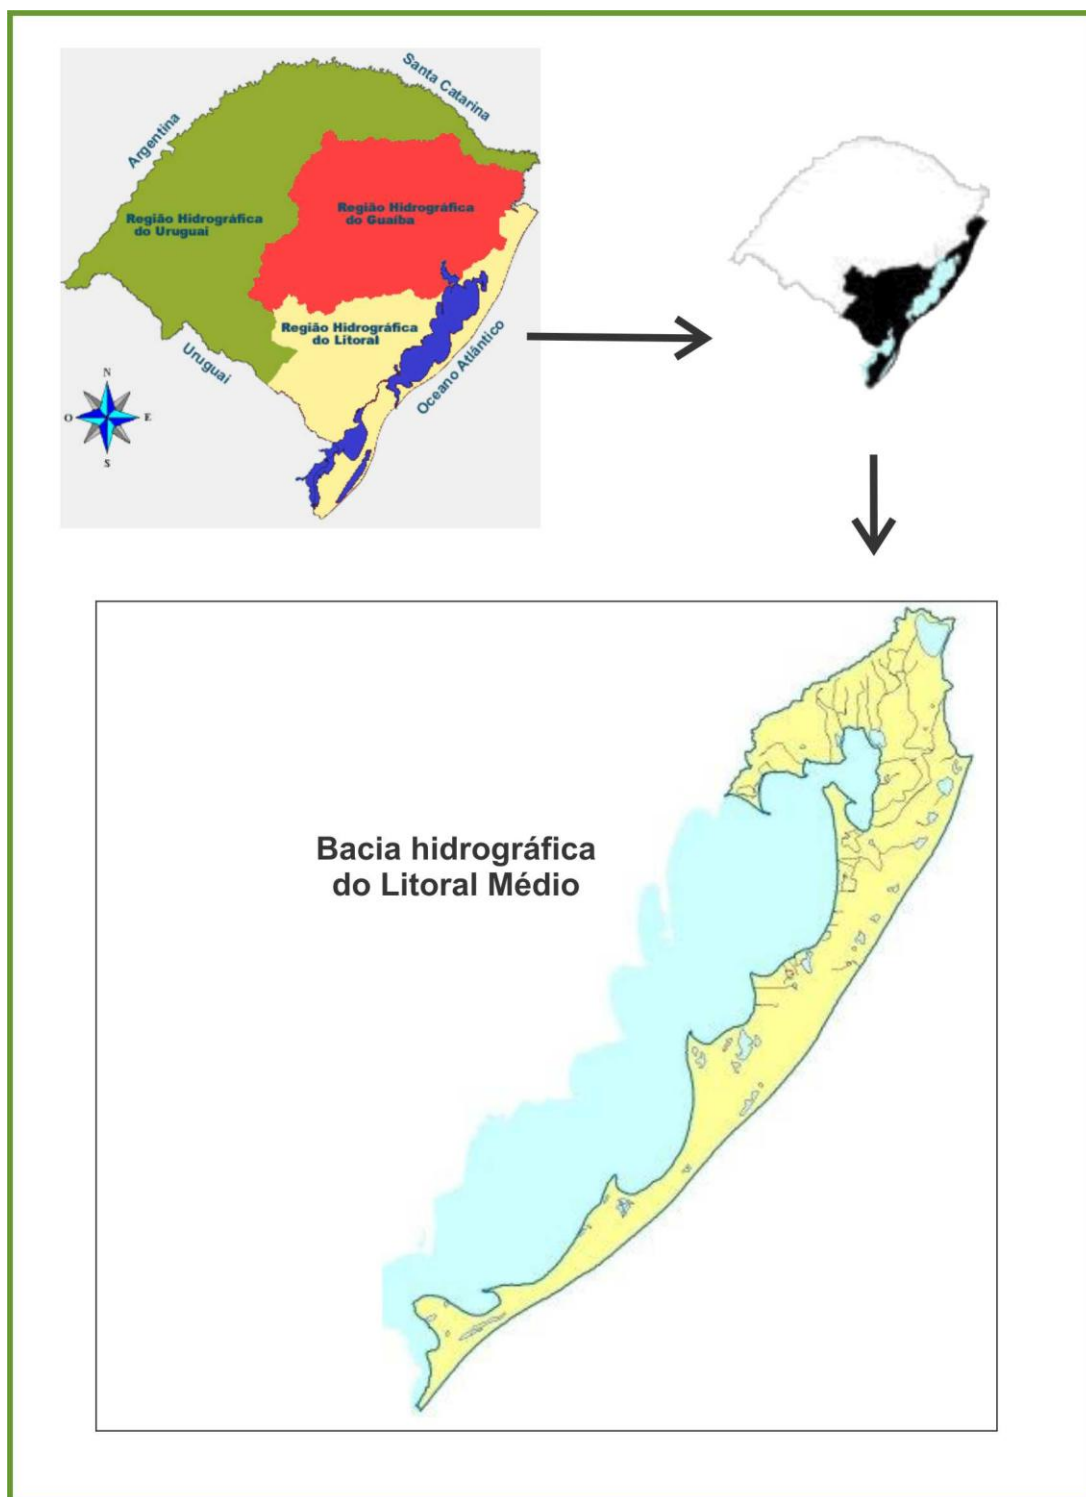 Santa Catarina
Argentina
Região Hidrográfica
do Guaíba
Região Hidrográfica
do Uruguai
Região Hidrográfica
do Litoral
Uruguai
Oceano Atlântico
N
O
E
S
Bacia hidrográfica
do Litoral Médio